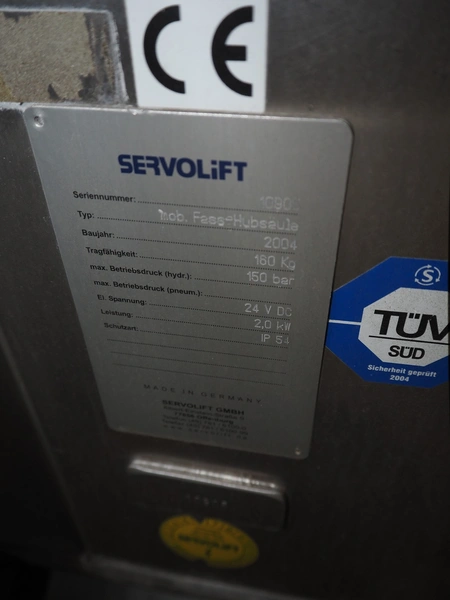 CE
SERVOLiFT
Seriennummer: 1090
Typ: Mob. Fass-Hubsäule
Baujahr: 2004
Tragfähigkeit: 160 Kg
max. Betriebsdruck (hydr.): 150 bar
max. Betriebsdruck (pneum.):
El. Spannung: 24 V DC
Leistung: 2,0 kW
Schutzart: IP 54
MADE IN GERMANY
SERVOLIFT GMBH
TÜV
SÜD
Sicherheit geprüft
2004
SERVOLIFT